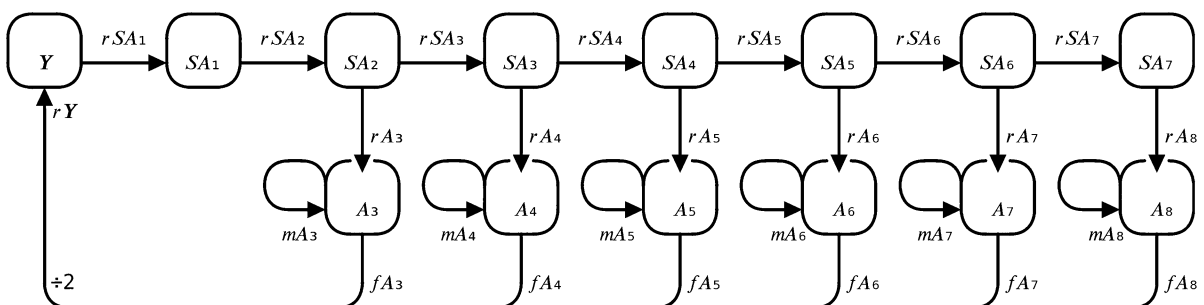 rSA₁ rSA₂ rSA₃ rSA₄ rSA₅ rSA₆ rSA₇
Y SA₁ SA₂ SA₃ SA₄ SA₅ SA₆ SA₇
rY
rA₃ rA₄ rA₅ rA₆ rA₇ rA₈
A₃ A₄ A₅ A₆ A₇ A₈
mA₃ mA₄ mA₅ mA₆ mA₇ mA₈
÷2 fA₃ fA₄ fA₅ fA₆ fA₇ fA₈